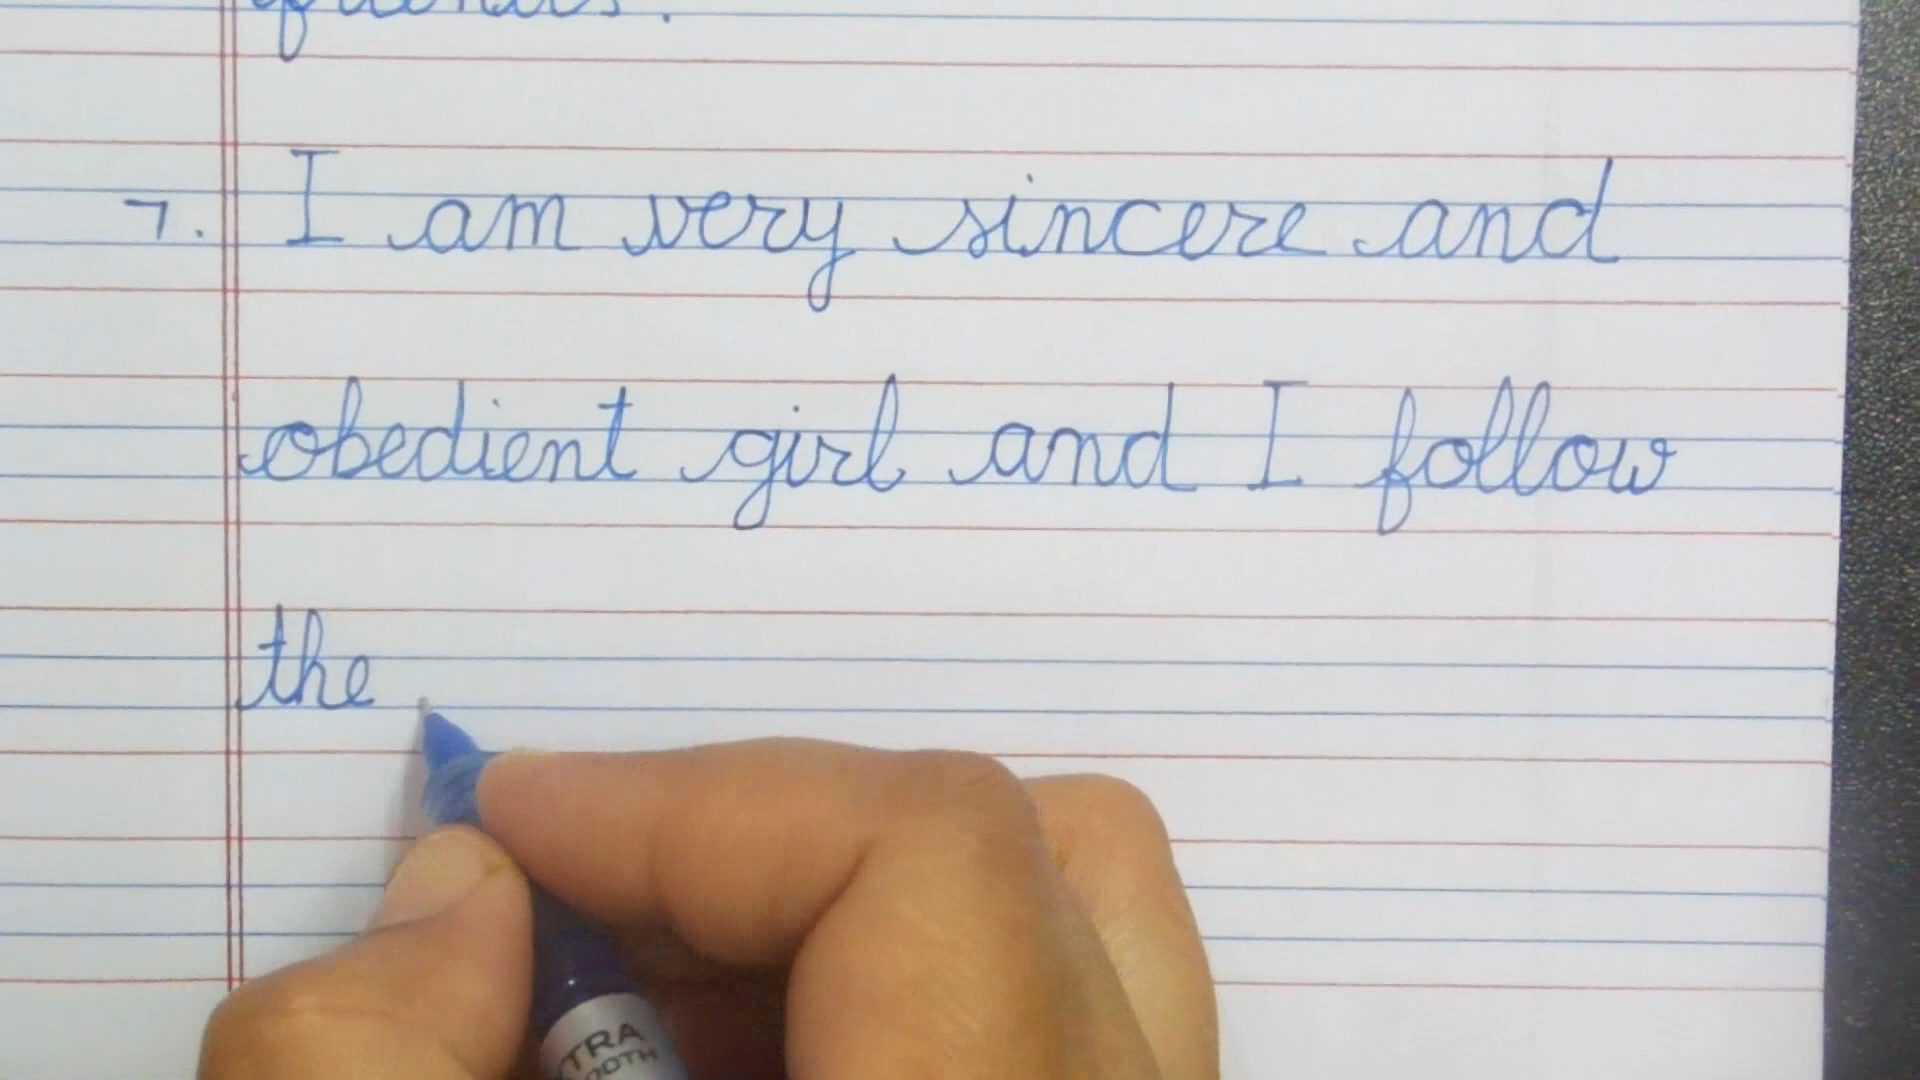 7. I am very sincere and
obedient girl and I follow
the